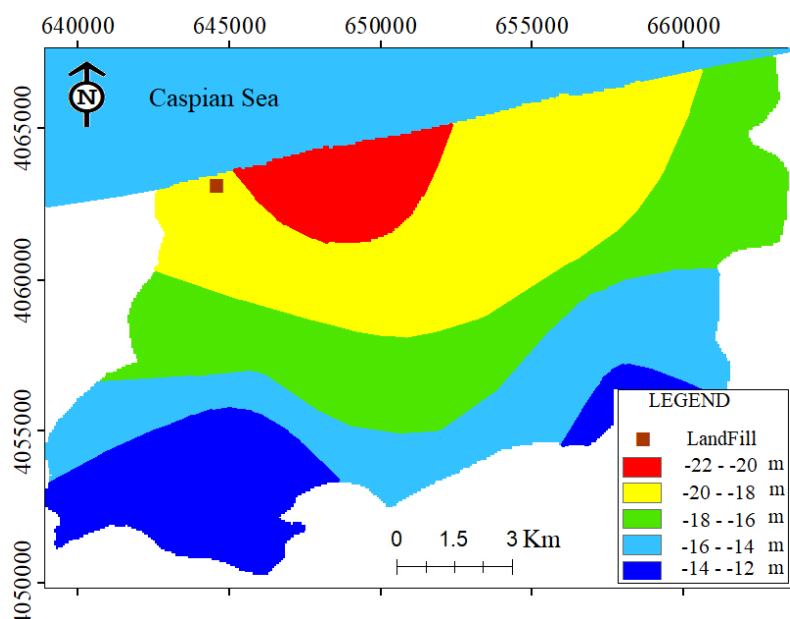 640000 645000 650000 655000 660000
N
Caspian Sea
4065000
4060000
4055000
4050000
LEGEND
LandFill
-22 - -20 m
-20 - -18 m
-18 - -16 m
-16 - -14 m
-14 - -12 m
0 1.5 3 Km